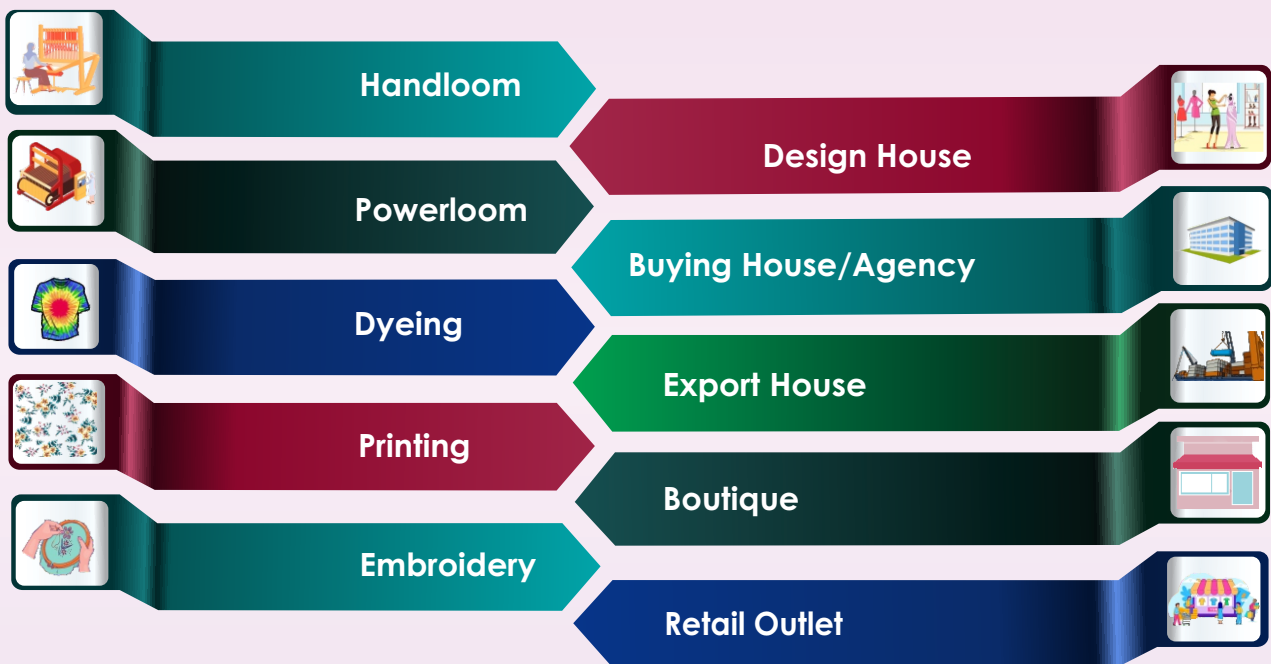 Handloom
Powerloom
Dyeing
Printing
Embroidery
Design House
Buying House/Agency
Export House
Boutique
Retail Outlet